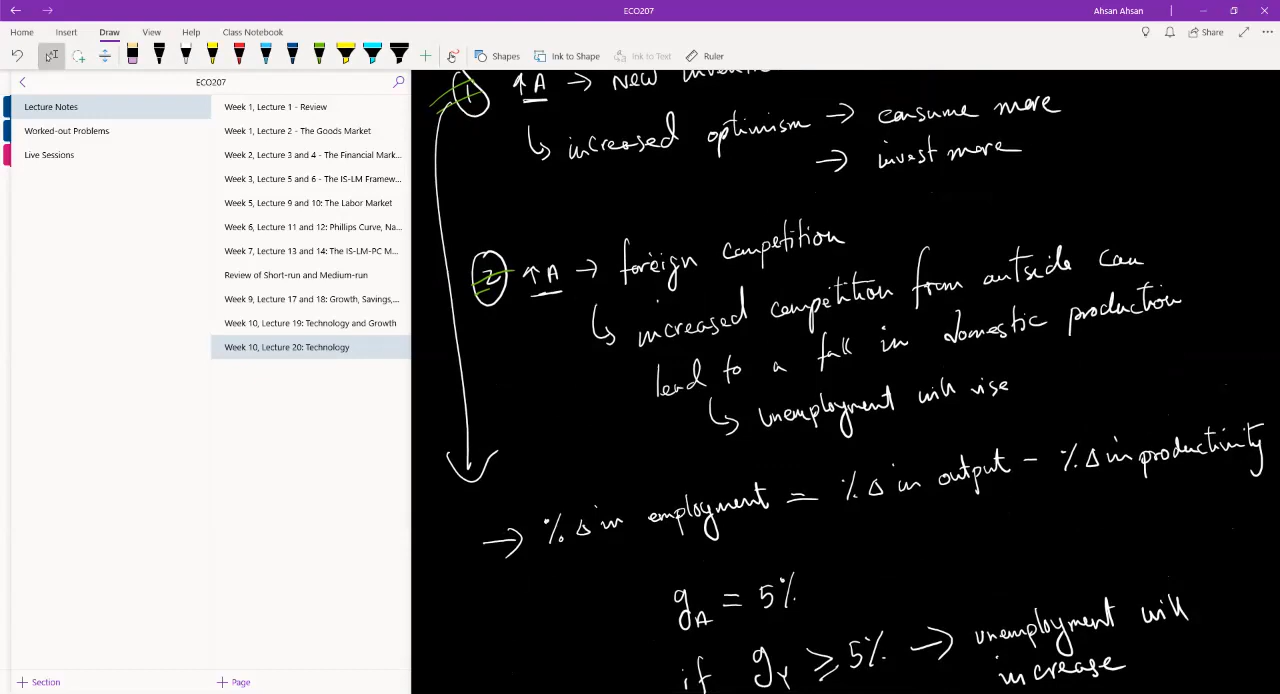 ECO207
Ahsan Ahsan
Home Insert Draw View Help Class Notebook
Share
Shapes Ink to Shape Ink to Text Ruler
ECO207
Lecture Notes
Worked-out Problems
Live Sessions
Week 1, Lecture 1 - Review
Week 1, Lecture 2 - The Goods Market
Week 2, Lecture 3 and 4 - The Financial Mark...
Week 3, Lecture 5 and 6 - The IS-LM Framew...
Week 5, Lecture 9 and 10: The Labor Market
Week 6, Lecture 11 and 12: Phillips Curve, Na...
Week 7, Lecture 13 and 14: The IS-LM-PC M...
Review of Short-run and Medium-run
Week 9, Lecture 17 and 18: Growth, Savings,...
Week 10, Lecture 19: Technology and Growth
Week 10, Lecture 20: Technology
+ Section
+ Page
① ↑A → New
↳ increased optimism → consume more
→ invest more
② ↑A → foreign competition
↳ increased competition from outside can
lead to a fall in domestic production
↳ unemployment will rise
→ % Δ in employment = % Δ in output - % Δ in productivity
gA = 5%
if gY ≥ 5% → unemployment will
increase